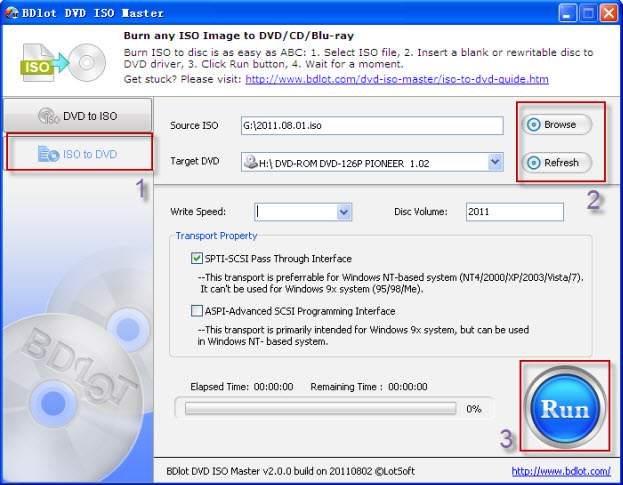 BDlot DVD ISO Master
Burn any ISO Image to DVD/CD/Blu-ray
Burn ISO to disc is as easy as ABC: 1. Select ISO file, 2. Insert a blank or rewritable disc to
DVD driver, 3. Click Run button, 4. Wait for a moment.
Get stuck? Please visit: http://www.bdlot.com/dvd-iso-master/iso-to-dvd-guide.htm
ISO
ISO
DVD to ISO
ISO to DVD
1
Source ISO
G:\2011.08.01.iso
Browse
Target DVD
H:\ DVD-ROM DVD-126P PIONEER 1.02
Refresh
2
Write Speed:
Disc Volume:
2011
Transport Property
SPTI-SCSI Pass Through Interface
--This transport is preferrable for Windows NT-based system (NT4/2000/XP/2003/Vista/7).
It can't be used for Windows 9x system (95/98/Me).
ASPI-Advanced SCSI Programming Interface
--This transport is primarily intended for Windows 9x system, but can be used
in Windows NT- based system.
Elapsed Time: 00:00:00 Remaining Time : 00:00:00
0%
Run
3
BDlOT
BDlot DVD ISO Master v2.0.0 build on 20110802 ©LotSoft
http://www.bdlot.com/